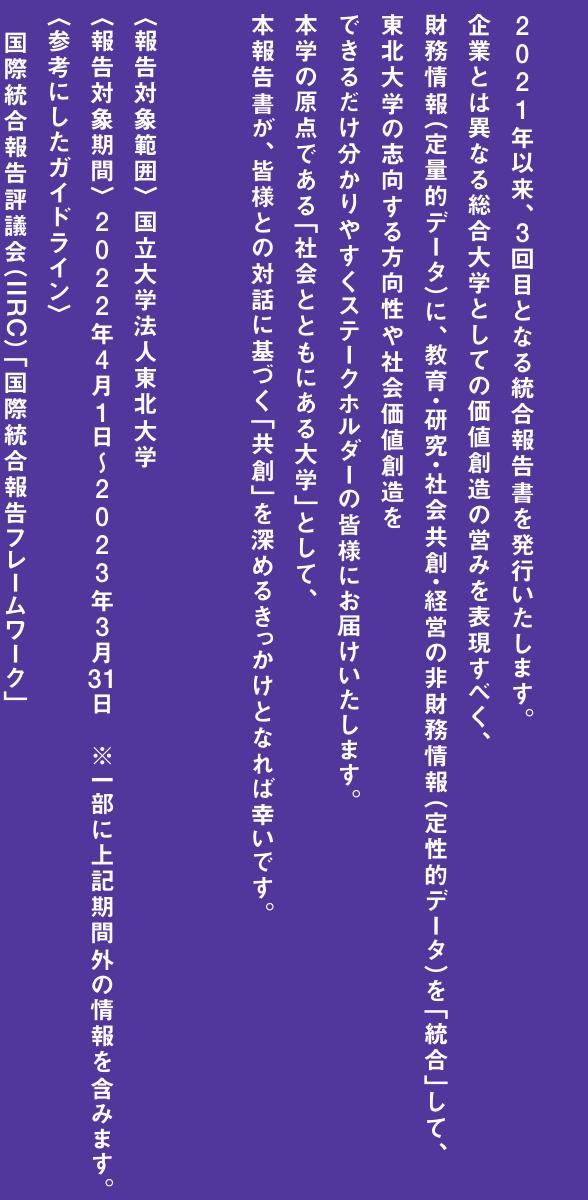 2021年以来、3回目となる統合報告書を発行いたします。
企業とは異なる総合大学としての価値創造の営みを表現すべく、
財務情報（定量的データ）に、教育・研究・社会共創・経営の非財務情報（定性的データ）を「統合」して、
東北大学の志向する方向性や社会価値創造を
できるだけ分かりやすくステークホルダーの皆様にお届けいたします。
本学の原点である「社会とともにある大学」として、
本報告書が、皆様との対話に基づく「共創」を深めるきっかけとなれば幸いです。
〈報告対象範囲〉国立大学法人東北大学
〈報告対象期間〉2022年4月1日～2023年3月31日　※一部に上記期間外の情報を含みます。
〈参考にしたガイドライン〉
国際統合報告評議会（IIRC）「国際統合報告フレームワーク」